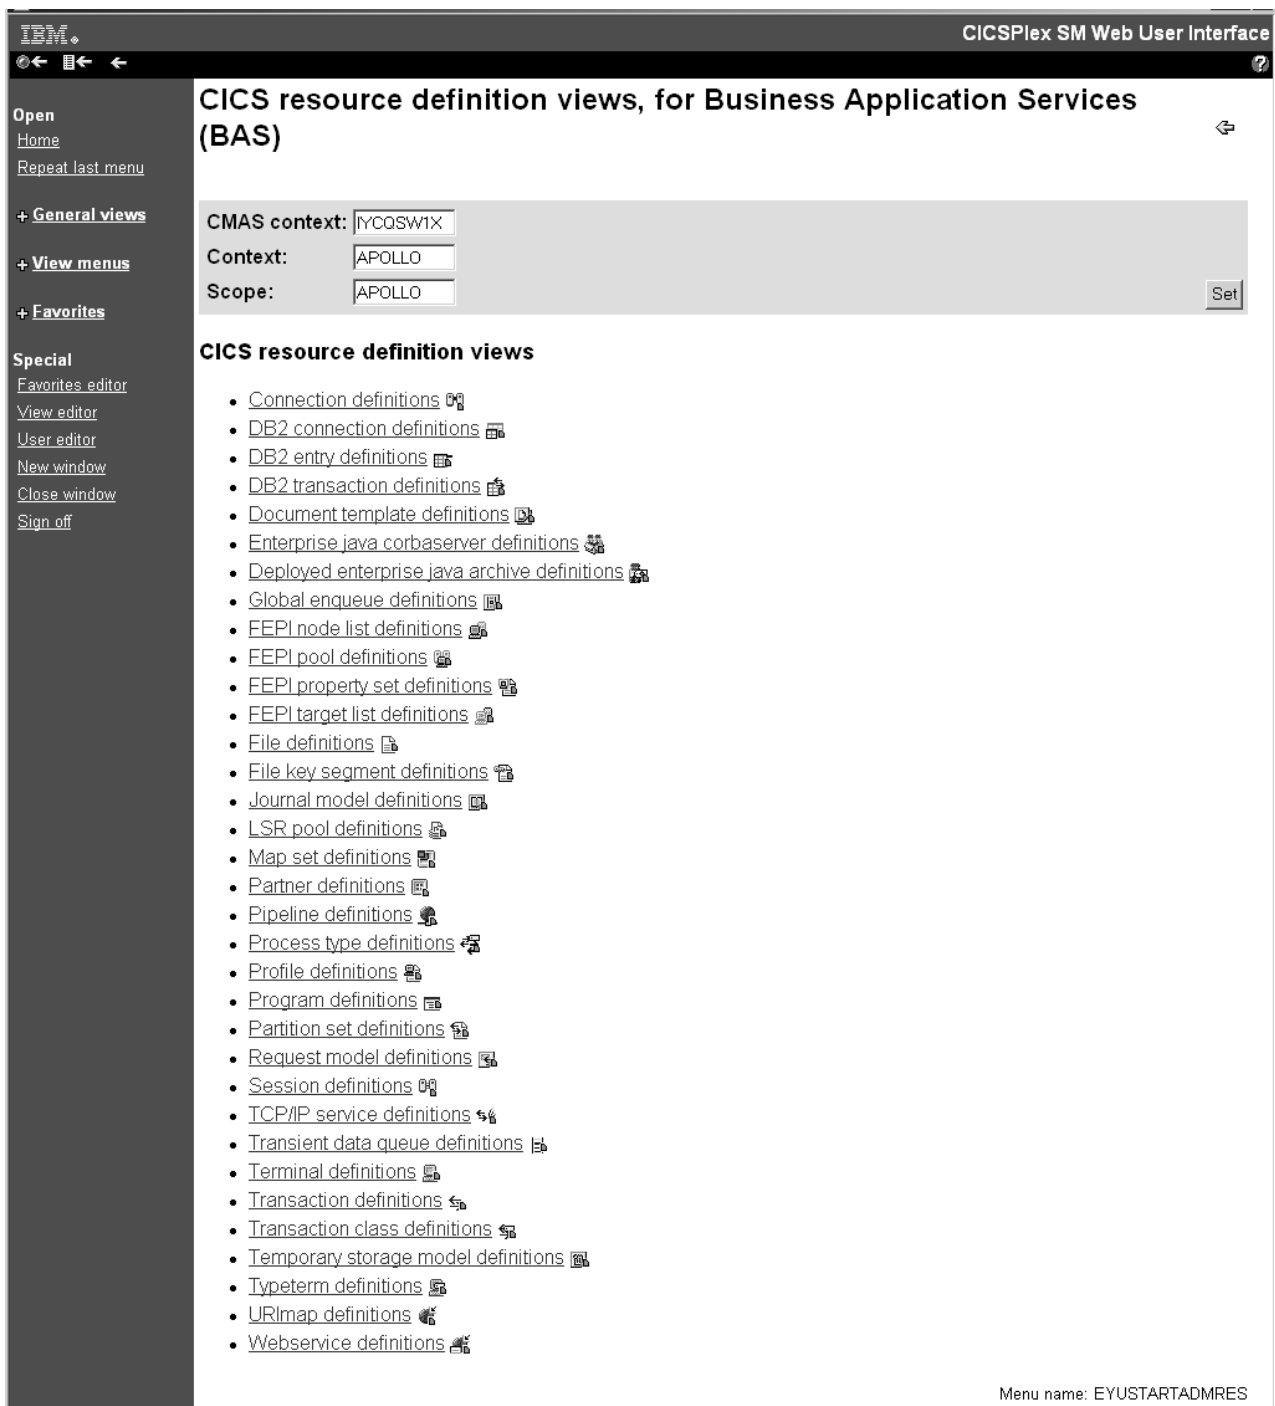 IBM.
CICSPlex SM Web User Interface
Open
Home
Repeat last menu
+ General views
+ View menus
+ Favorites
Special
Favorites editor
View editor
User editor
New window
Close window
Sign off
CICS resource definition views, for Business Application Services
(BAS)
CMAS context: IYCQSW1X
Context: APOLLO
Scope: APOLLO
Set
CICS resource definition views
• Connection definitions
• DB2 connection definitions
• DB2 entry definitions
• DB2 transaction definitions
• Document template definitions
• Enterprise java corbaserver definitions
• Deployed enterprise java archive definitions
• Global enqueue definitions
• FEPI node list definitions
• FEPI pool definitions
• FEPI property set definitions
• FEPI target list definitions
• File definitions
• File key segment definitions
• Journal model definitions
• LSR pool definitions
• Map set definitions
• Partner definitions
• Pipeline definitions
• Process type definitions
• Profile definitions
• Program definitions
• Partition set definitions
• Request model definitions
• Session definitions
• TCP/IP service definitions
• Transient data queue definitions
• Terminal definitions
• Transaction definitions
• Transaction class definitions
• Temporary storage model definitions
• Typeterm definitions
• URImap definitions
• Webservice definitions
Menu name: EYUSTARTADMRES